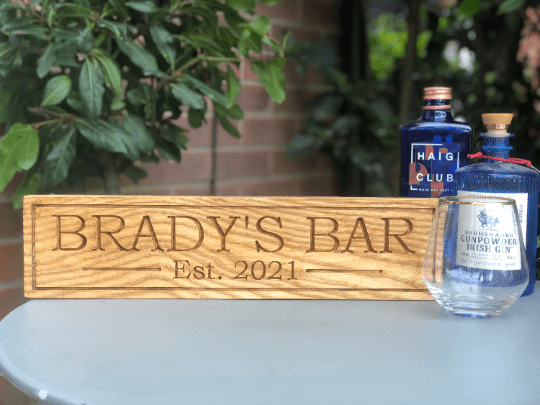 BRADY'S BAR
Est. 2021
HAIG
CLUB
DRUMSHANBO
GUNPOWDER
IRISH GIN